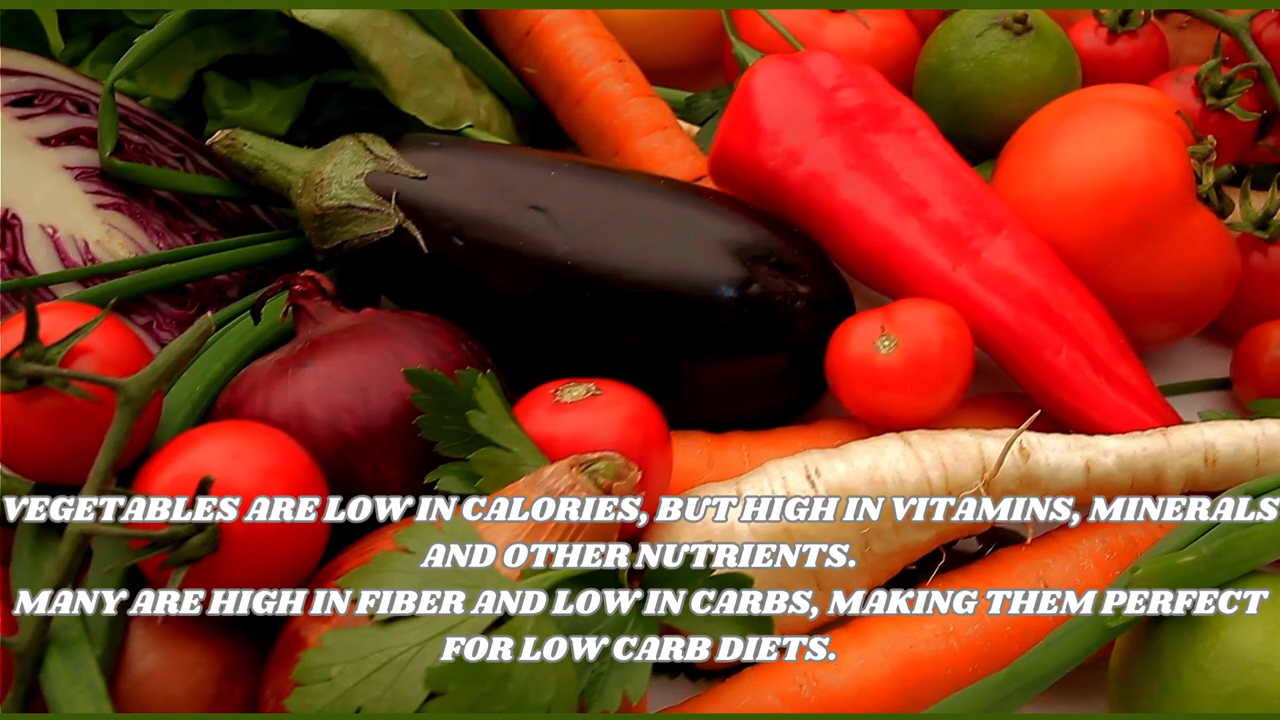 VEGETABLES ARE LOW IN CALORIES, BUT HIGH IN VITAMINS, MINERALS
AND OTHER NUTRIENTS.
MANY ARE HIGH IN FIBER AND LOW IN CARBS, MAKING THEM PERFECT
FOR LOW CARB DIETS.